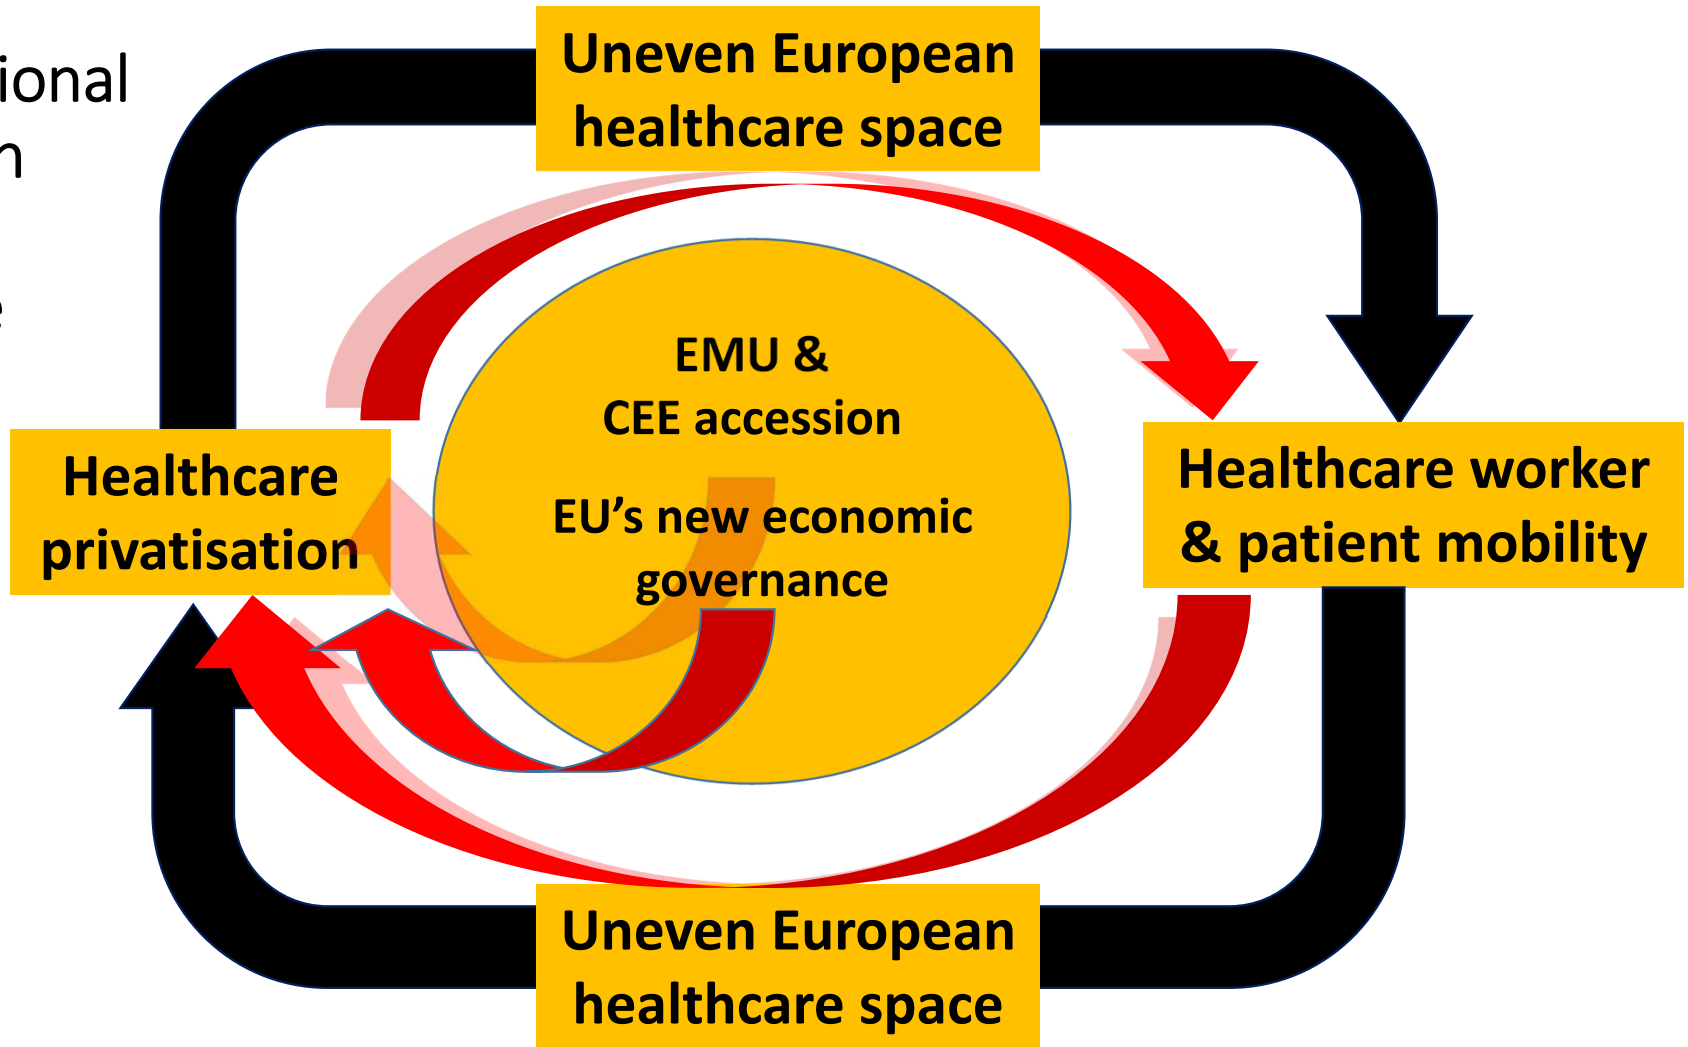 Uneven European
healthcare space
EMU &
CEE accession
EU’s new economic
governance
Healthcare
privatisation
Healthcare worker
& patient mobility
Uneven European
healthcare space